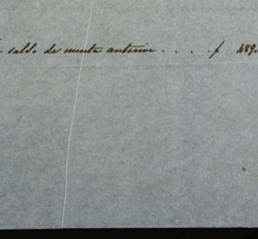 saldo de cuenta anterior . . . . . f 489.